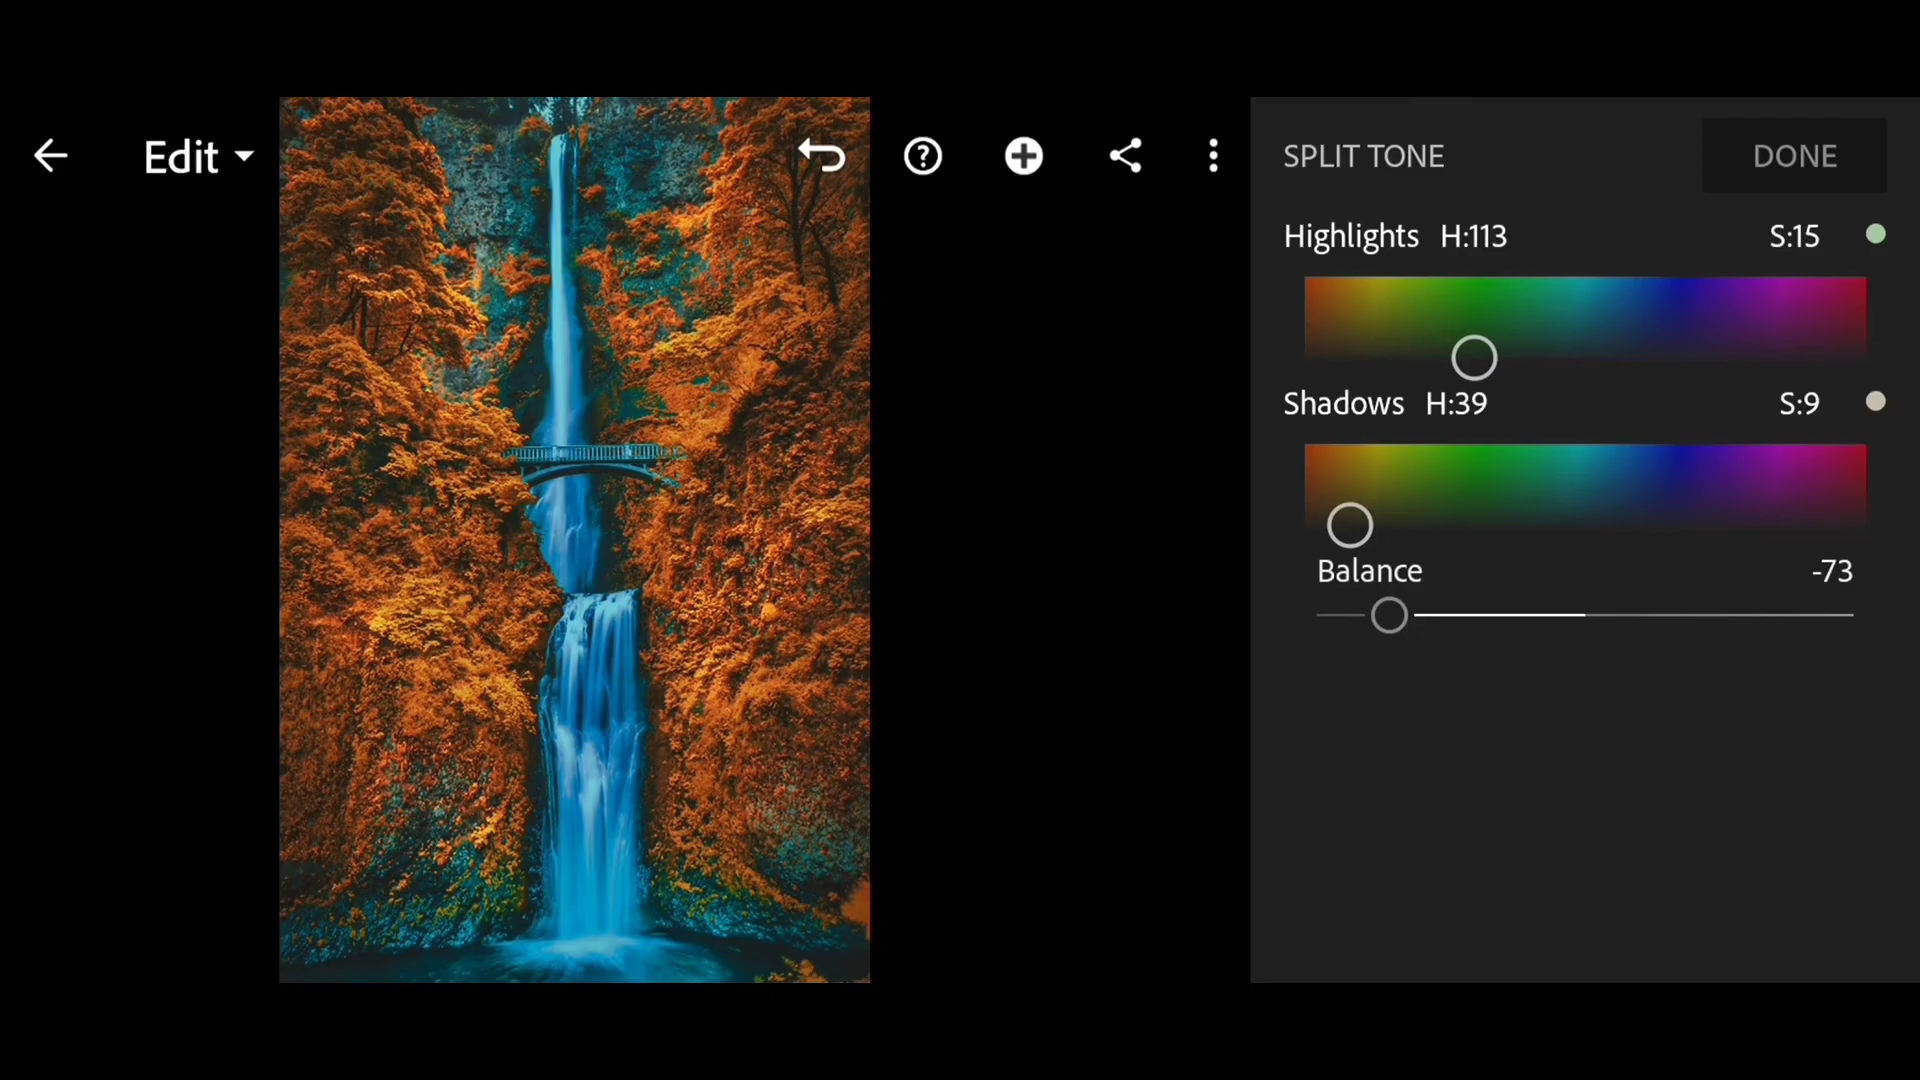 Edit
SPLIT TONE
DONE
Highlights H:113 S:15
Shadows H:39 S:9
Balance -73